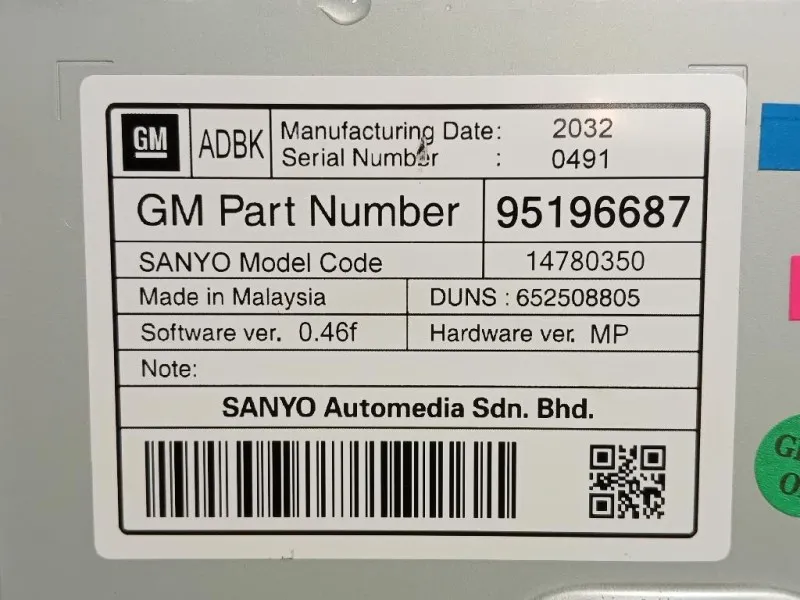 GM
ADBK
Manufacturing Date: 2032
Serial Number : 0491
GM Part Number 95196687
SANYO Model Code 14780350
Made in Malaysia DUNS : 652508805
Software ver. 0.46f Hardware ver. MP
Note:
SANYO Automedia Sdn. Bhd.